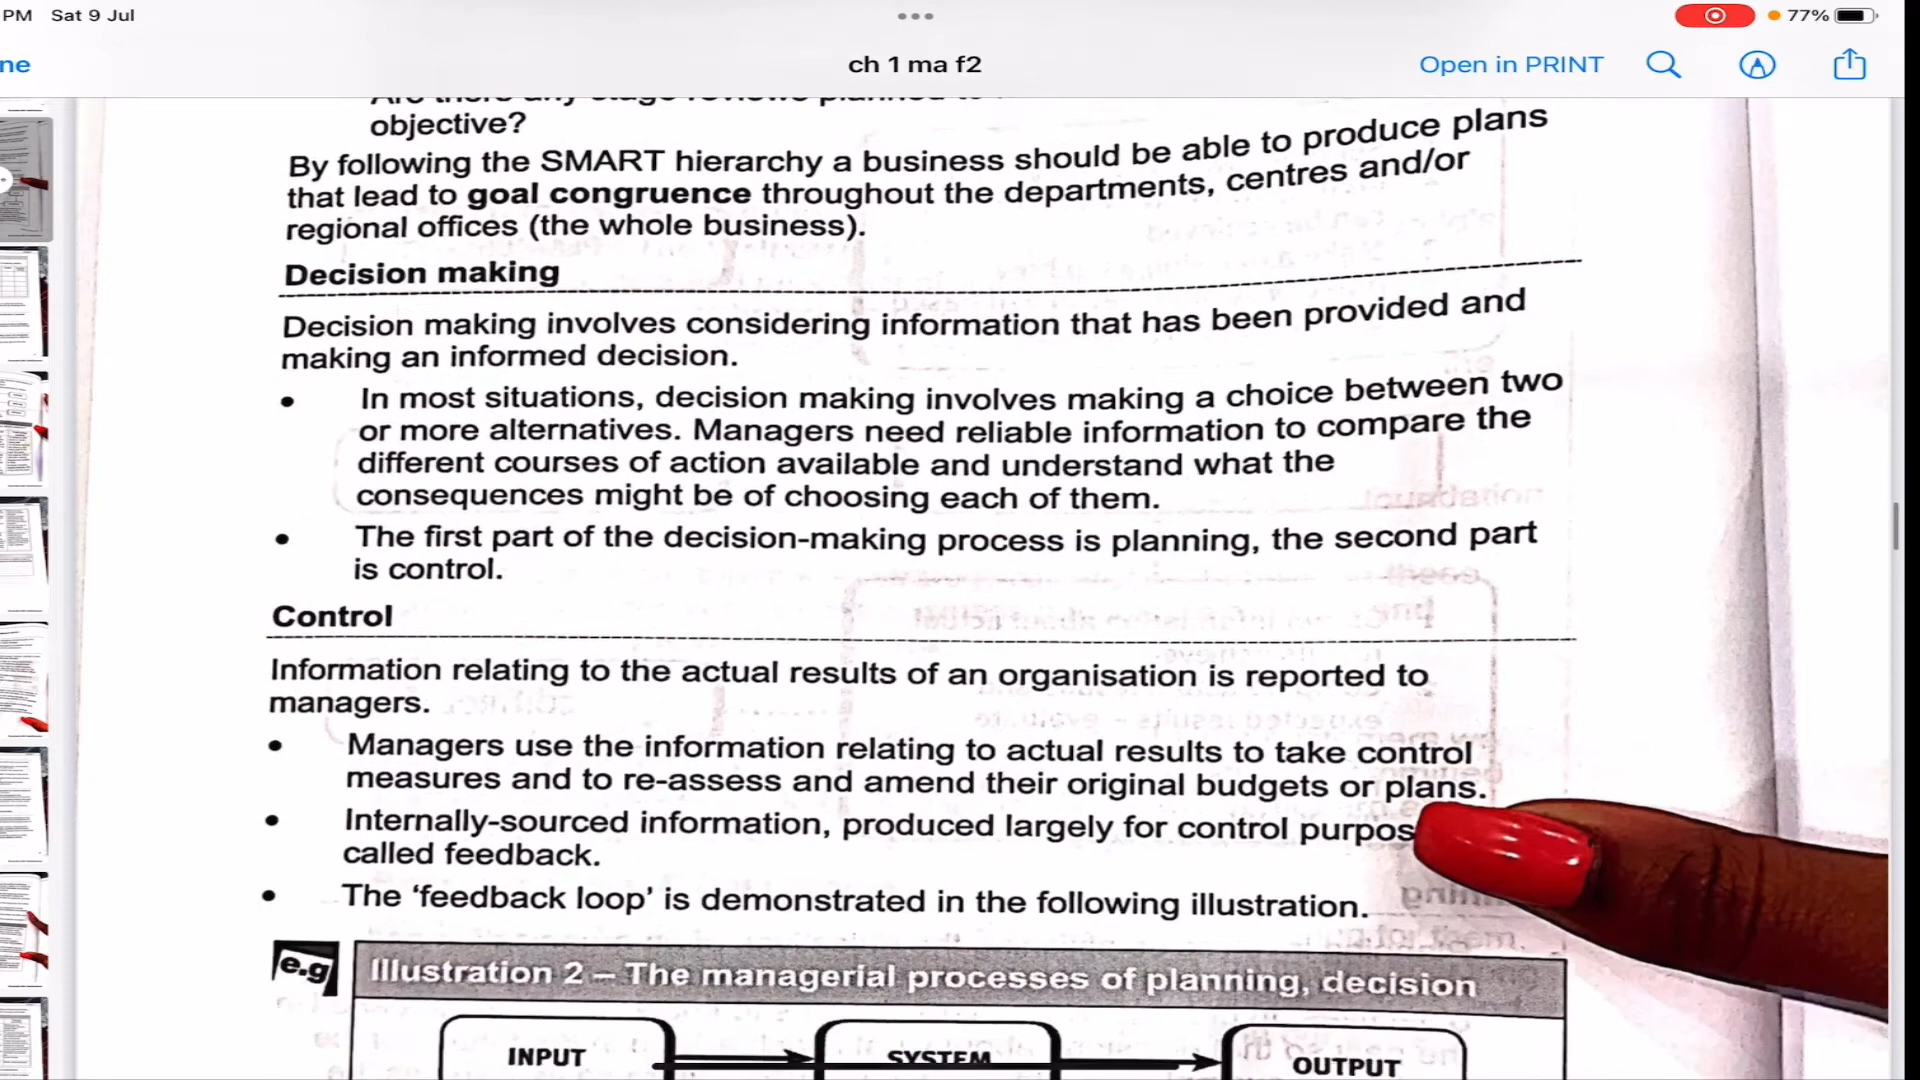 PM Sat 9 Jul
77%
ne
ch 1 ma f2
Open in PRINT
objective?
By following the SMART hierarchy a business should be able to produce plans
that lead to goal congruence throughout the departments, centres and/or
regional offices (the whole business).
Decision making
Decision making involves considering information that has been provided and
making an informed decision.
• In most situations, decision making involves making a choice between two
or more alternatives. Managers need reliable information to compare the
different courses of action available and understand what the
consequences might be of choosing each of them.
• The first part of the decision-making process is planning, the second part
is control.
Control
Information relating to the actual results of an organisation is reported to
managers.
• Managers use the information relating to actual results to take control
measures and to re-assess and amend their original budgets or plans.
• Internally-sourced information, produced largely for control purpos
called feedback.
• The ‘feedback loop’ is demonstrated in the following illustration.
e.g Illustration 2 – The managerial processes of planning, decision
INPUT SYSTEM OUTPUT